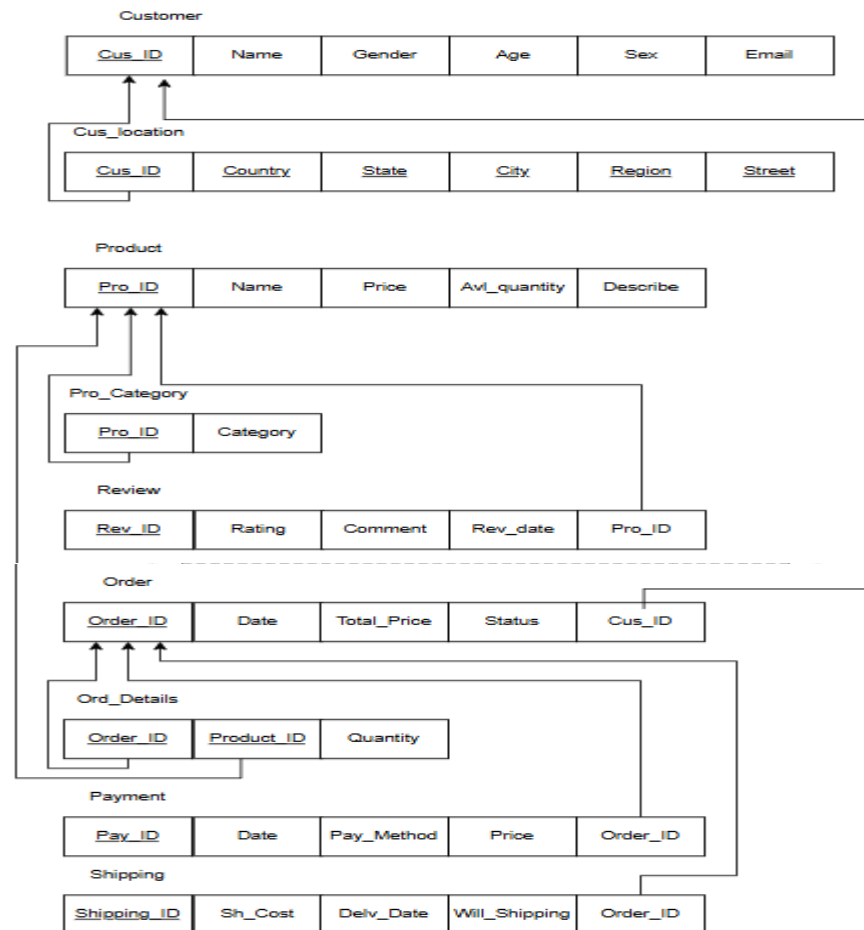 Customer
Cus_ID Name Gender Age Sex Email
Cus_location
Cus_ID Country State City Region Street
Product
Pro_ID Name Price Avl_quantity Describe
Pro_Category
Pro_ID Category
Review
Rev_ID Rating Comment Rev_date Pro_ID
Order
Order_ID Date Total_Price Status Cus_ID
Ord_Details
Order_ID Product_ID Quantity
Payment
Pay_ID Date Pay_Method Price Order_ID
Shipping
Shipping_ID Sh_Cost Delv_Date Will_Shipping Order_ID